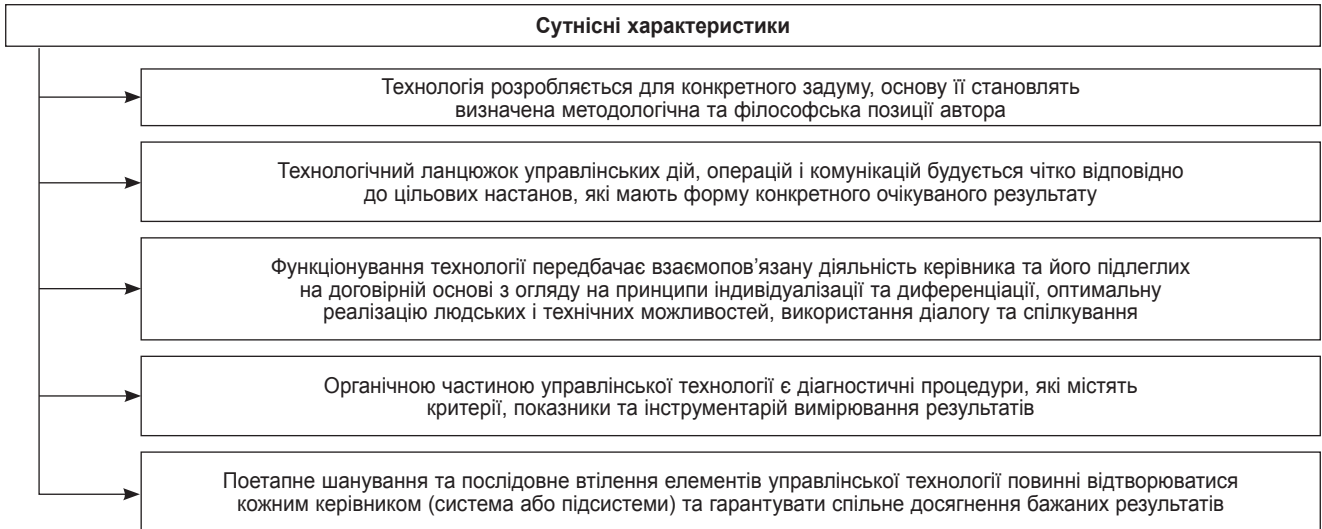 Сутнісні характеристики
Технологія розробляється для конкретного задуму, основу її становлять
визначена методологічна та філософська позиції автора
Технологічний ланцюжок управлінських дій, операцій і комунікацій будується чітко відповідно
до цільових настанов, які мають форму конкретного очікуваного результату
Функціонування технології передбачає взаємопов’язану діяльність керівника та його підлеглих
на договірній основі з огляду на принципи індивідуалізації та диференціації, оптимальну
реалізацію людських і технічних можливостей, використання діалогу та спілкування
Органічною частиною управлінської технології є діагностичні процедури, які містять
критерії, показники та інструментарій вимірювання результатів
Поетапне шанування та послідовне втілення елементів управлінської технології повинні відтворюватися
кожним керівником (система або підсистеми) та гарантувати спільне досягнення бажаних результатів